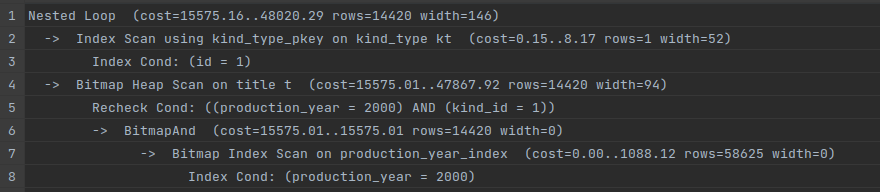 1 Nested Loop  (cost=15575.16..48020.29 rows=14420 width=146)
2   ->  Index Scan using kind_type_pkey on kind_type kt  (cost=0.15..8.17 rows=1 width=52)
3         Index Cond: (id = 1)
4   ->  Bitmap Heap Scan on title t  (cost=15575.01..47867.92 rows=14420 width=94)
5         Recheck Cond: ((production_year = 2000) AND (kind_id = 1))
6         ->  BitmapAnd  (cost=15575.01..15575.01 rows=14420 width=0)
7               ->  Bitmap Index Scan on production_year_index  (cost=0.00..1088.12 rows=58625 width=0)
8                     Index Cond: (production_year = 2000)